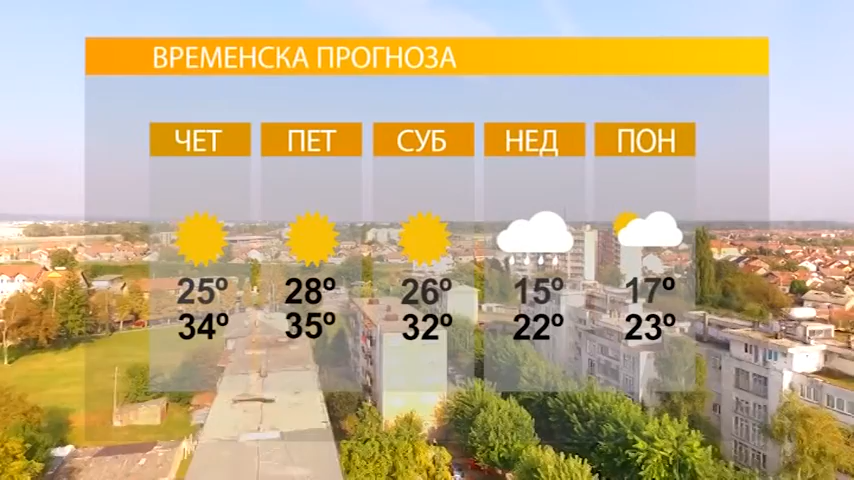 ВРЕМЕНСКА ПРОГНОЗА
ЧЕТ ПЕТ СУБ НЕД ПОН
25º 28º 26º 15º 17º
34º 35º 32º 22º 23º